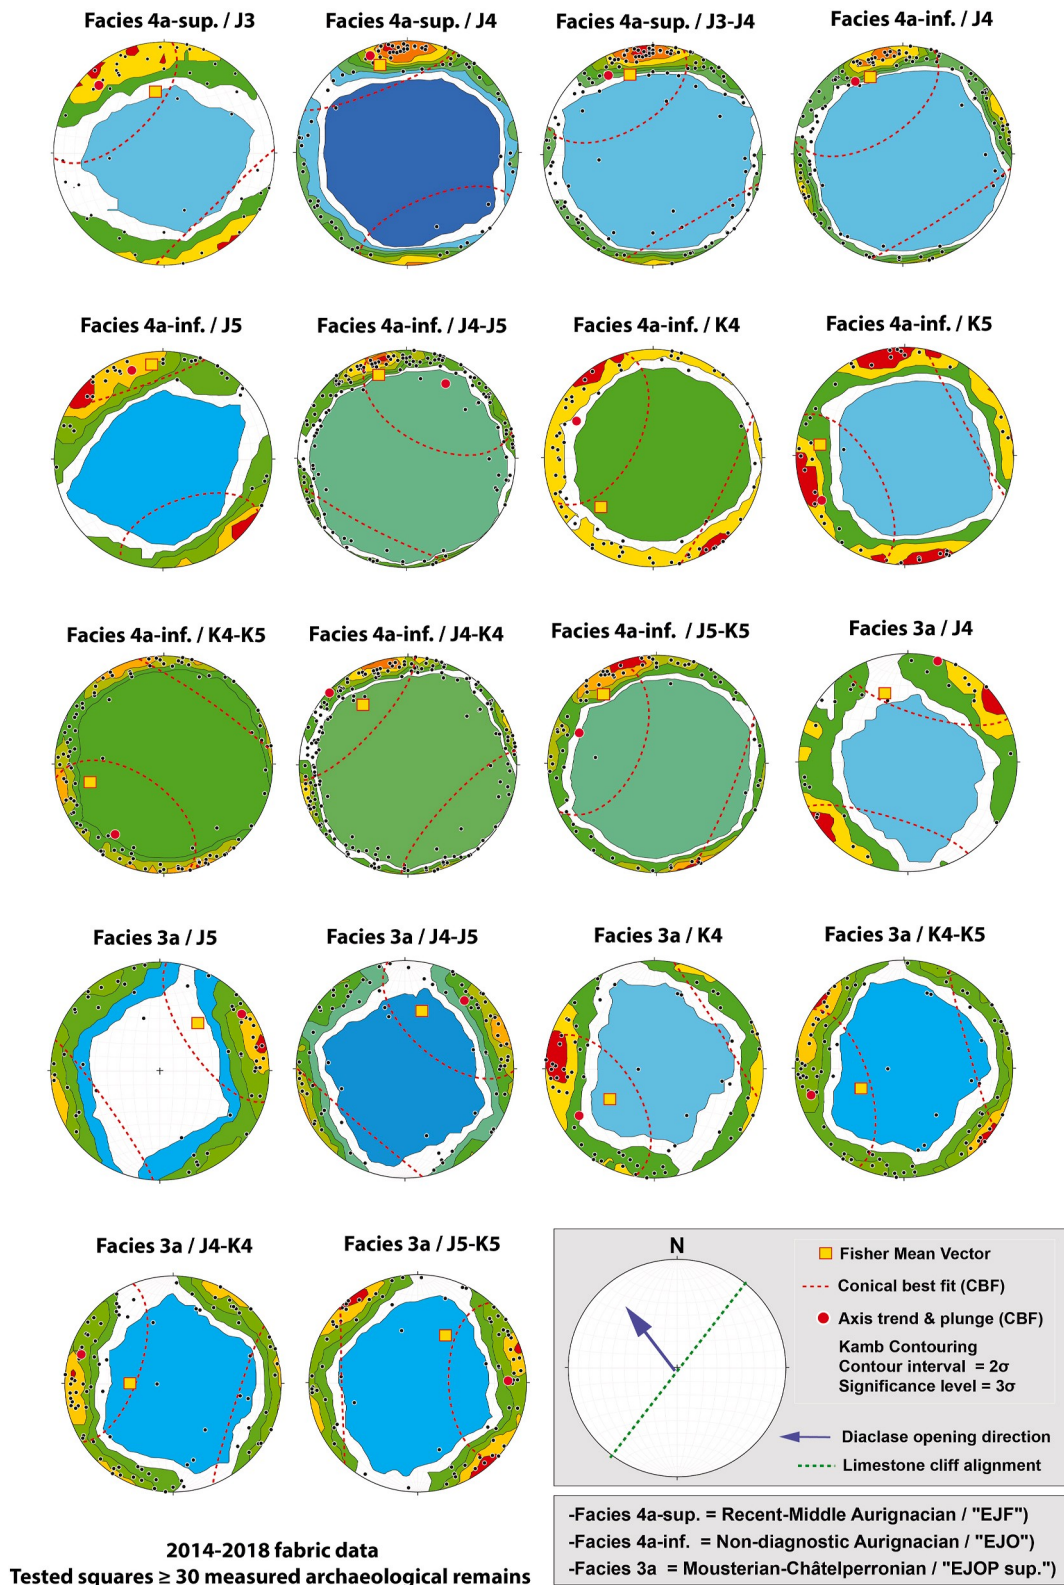 Facies 4a-sup. / J3
Facies 4a-sup. / J4
Facies 4a-sup. / J3-J4
Facies 4a-inf. / J4
Facies 4a-inf. / J5
Facies 4a-inf. / J4-J5
Facies 4a-inf. / K4
Facies 4a-inf. / K5
Facies 4a-inf. / K4-K5
Facies 4a-inf. / J4-K4
Facies 4a-inf. / J5-K5
Facies 3a / J4
Facies 3a / J5
Facies 3a / J4-J5
Facies 3a / K4
Facies 3a / K4-K5
Facies 3a / J4-K4
Facies 3a / J5-K5
N
Fisher Mean Vector
Conical best fit (CBF)
Axis trend & plunge (CBF)
Kamb Contouring
Contour interval = 2σ
Significance level = 3σ
Diaclase opening direction
Limestone cliff alignment
-Facies 4a-sup. = Recent-Middle Aurignacian / "EJF")
-Facies 4a-inf. = Non-diagnostic Aurignacian / "EJO")
-Facies 3a = Mousterian-Châtelperronian / "EJOP sup.")
2014-2018 fabric data
Tested squares ≥ 30 measured archaeological remains